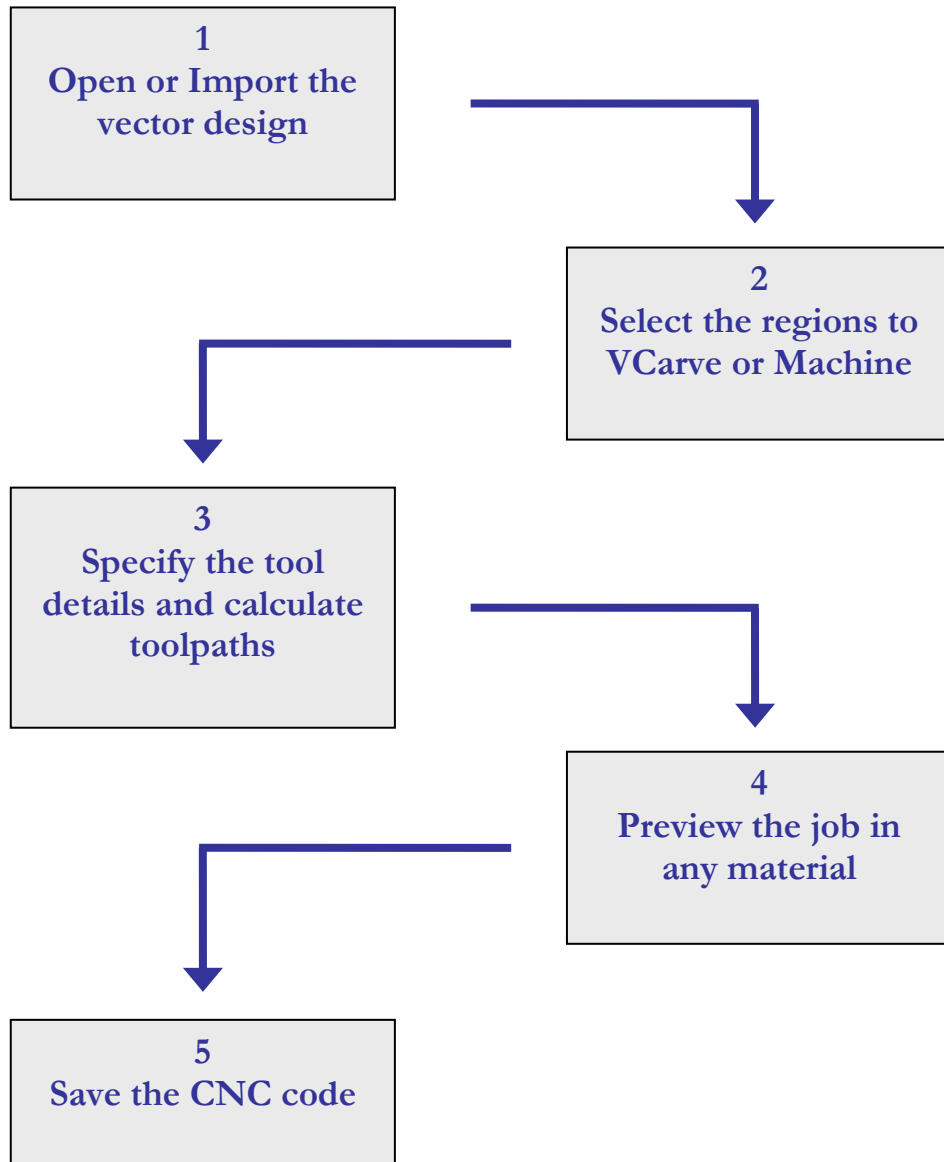 1
Open or Import the
vector design
2
Select the regions to
VCarve or Machine
3
Specify the tool
details and calculate
toolpaths
4
Preview the job in
any material
5
Save the CNC code